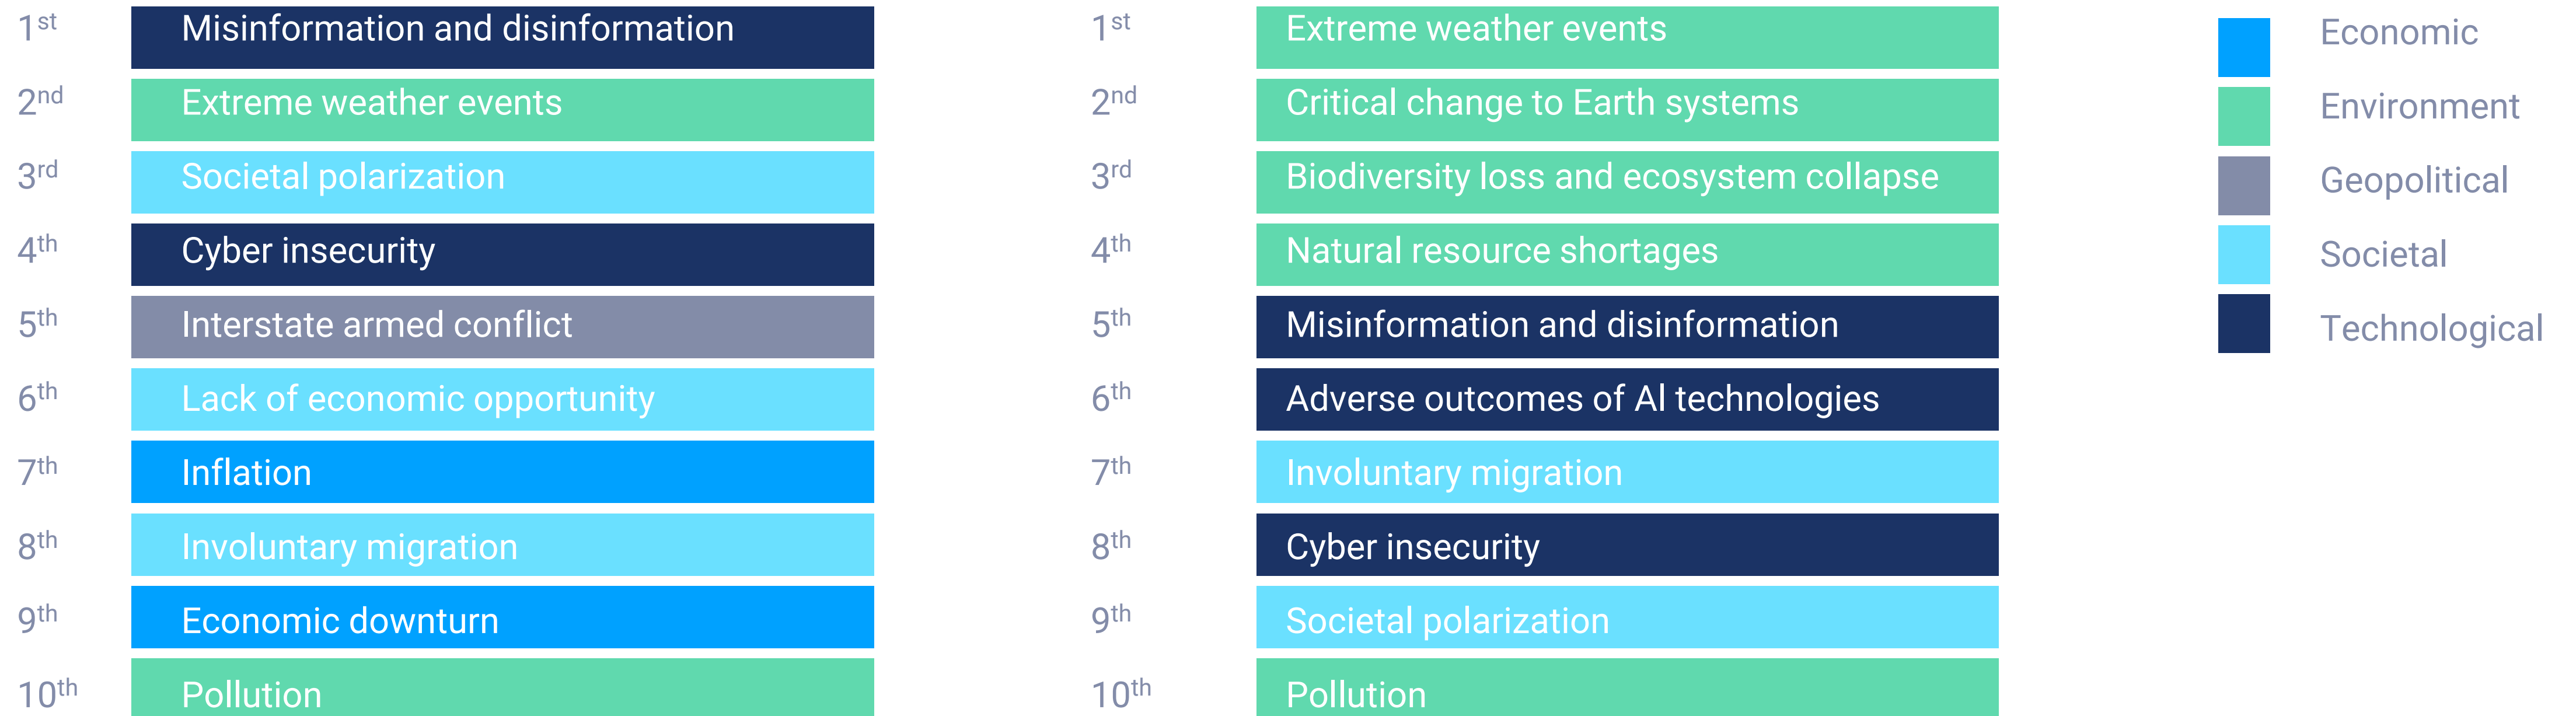 1st Misinformation and disinformation
2nd Extreme weather events
3rd Societal polarization
4th Cyber insecurity
5th Interstate armed conflict
6th Lack of economic opportunity
7th Inflation
8th Involuntary migration
9th Economic downturn
10th Pollution
1st Extreme weather events
2nd Critical change to Earth systems
3rd Biodiversity loss and ecosystem collapse
4th Natural resource shortages
5th Misinformation and disinformation
6th Adverse outcomes of AI technologies
7th Involuntary migration
8th Cyber insecurity
9th Societal polarization
10th Pollution
Economic
Environment
Geopolitical
Societal
Technological